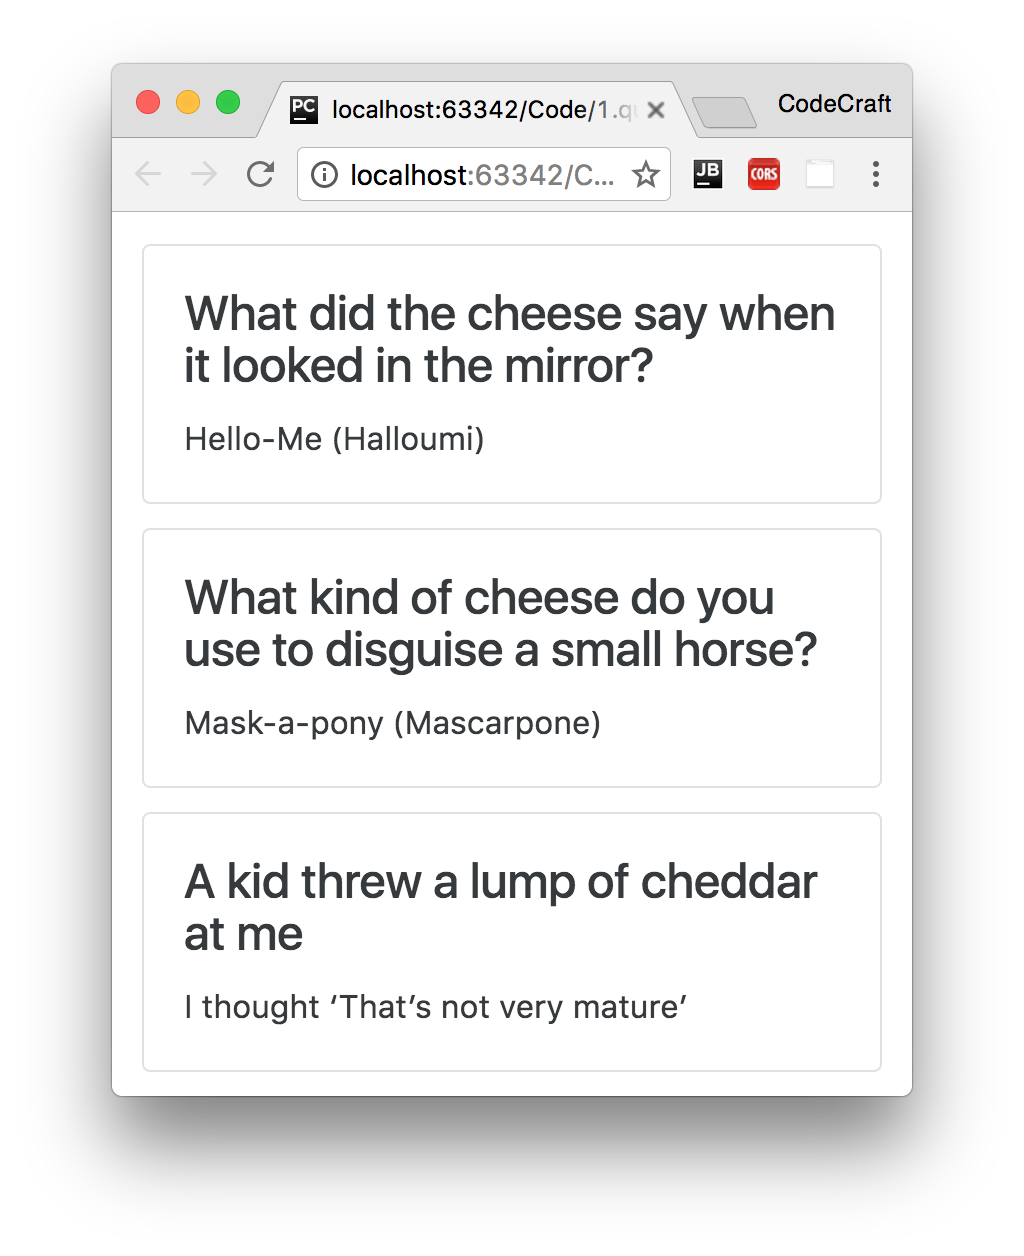 PC localhost:63342/Code/1.qu CodeCraft
localhost:63342/C... JB CORS
What did the cheese say when
it looked in the mirror?
Hello-Me (Halloumi)
What kind of cheese do you
use to disguise a small horse?
Mask-a-pony (Mascarpone)
A kid threw a lump of cheddar
at me
I thought ‘That’s not very mature’